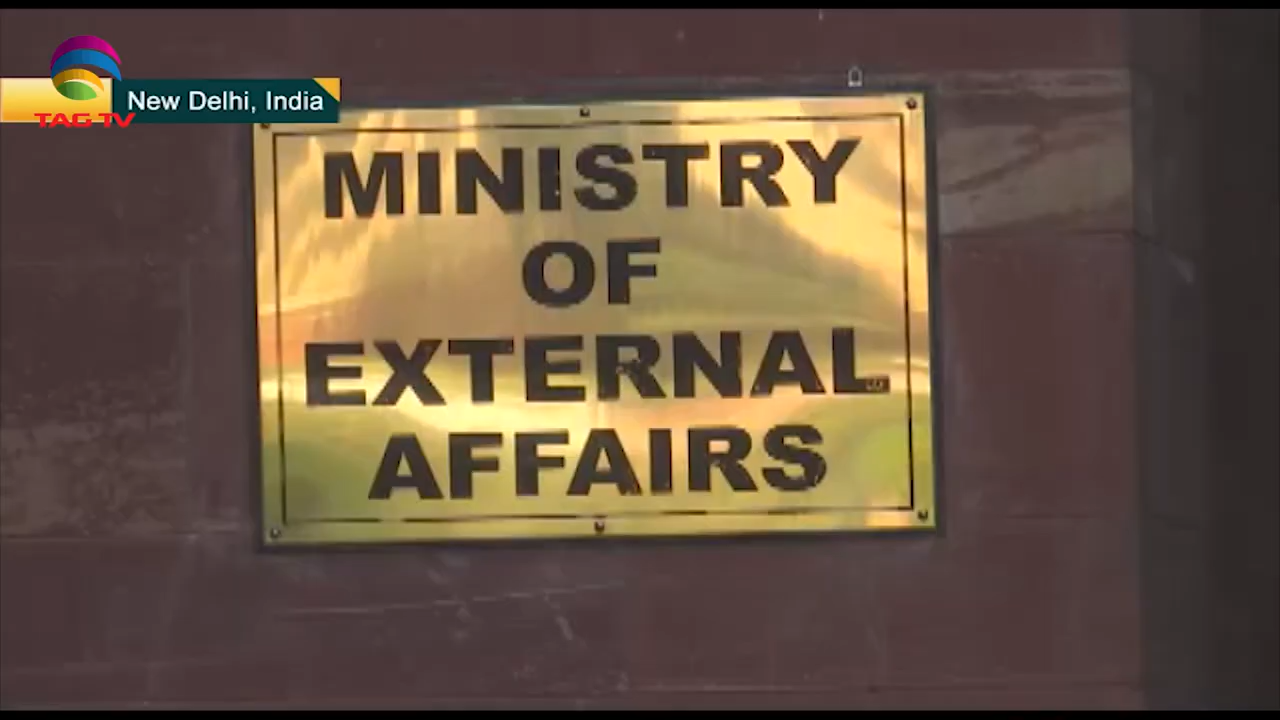 New Delhi, India
TAG TV
MINISTRY
OF
EXTERNAL
AFFAIRS